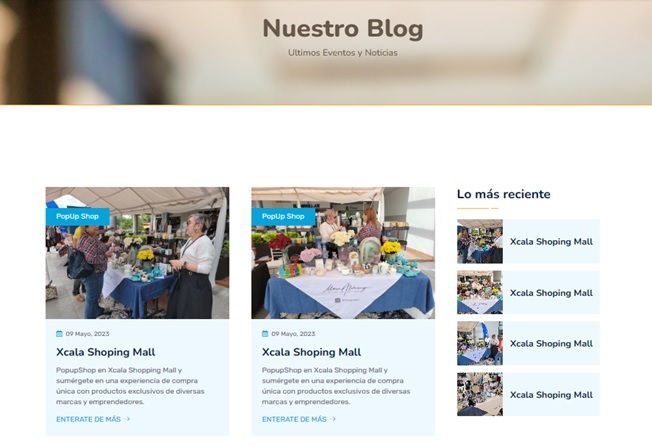 Nuestro Blog
Ultimos Eventos y Noticias
PopUp Shop
09 Mayo, 2023
Xcala Shoping Mall
PopupShop en Xcala Shopping Mall y
sumérgete en una experiencia de compra
única con productos exclusivos de diversas
marcas y emprendedores.
ENTERATE DE MÁS
PopUp Shop
09 Mayo, 2023
Xcala Shoping Mall
PopupShop en Xcala Shopping Mall y
sumérgete en una experiencia de compra
única con productos exclusivos de diversas
marcas y emprendedores.
ENTERATE DE MÁS
Lo más reciente
Xcala Shoping Mall
Xcala Shoping Mall
Xcala Shoping Mall
Xcala Shoping Mall